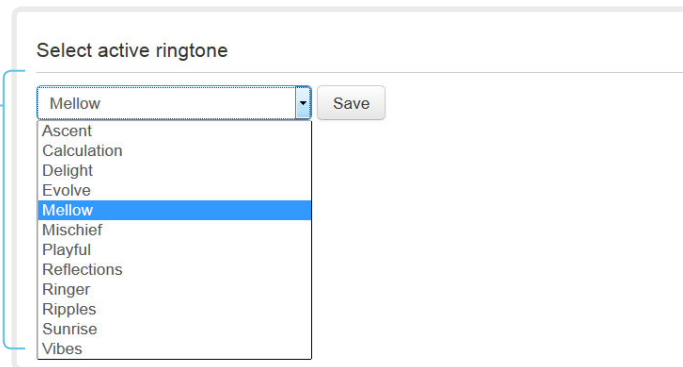 Select active ringtone
Mellow Save
Ascent
Calculation
Delight
Evolve
Mellow
Mischief
Playful
Reflections
Ringer
Ripples
Sunrise
Vibes